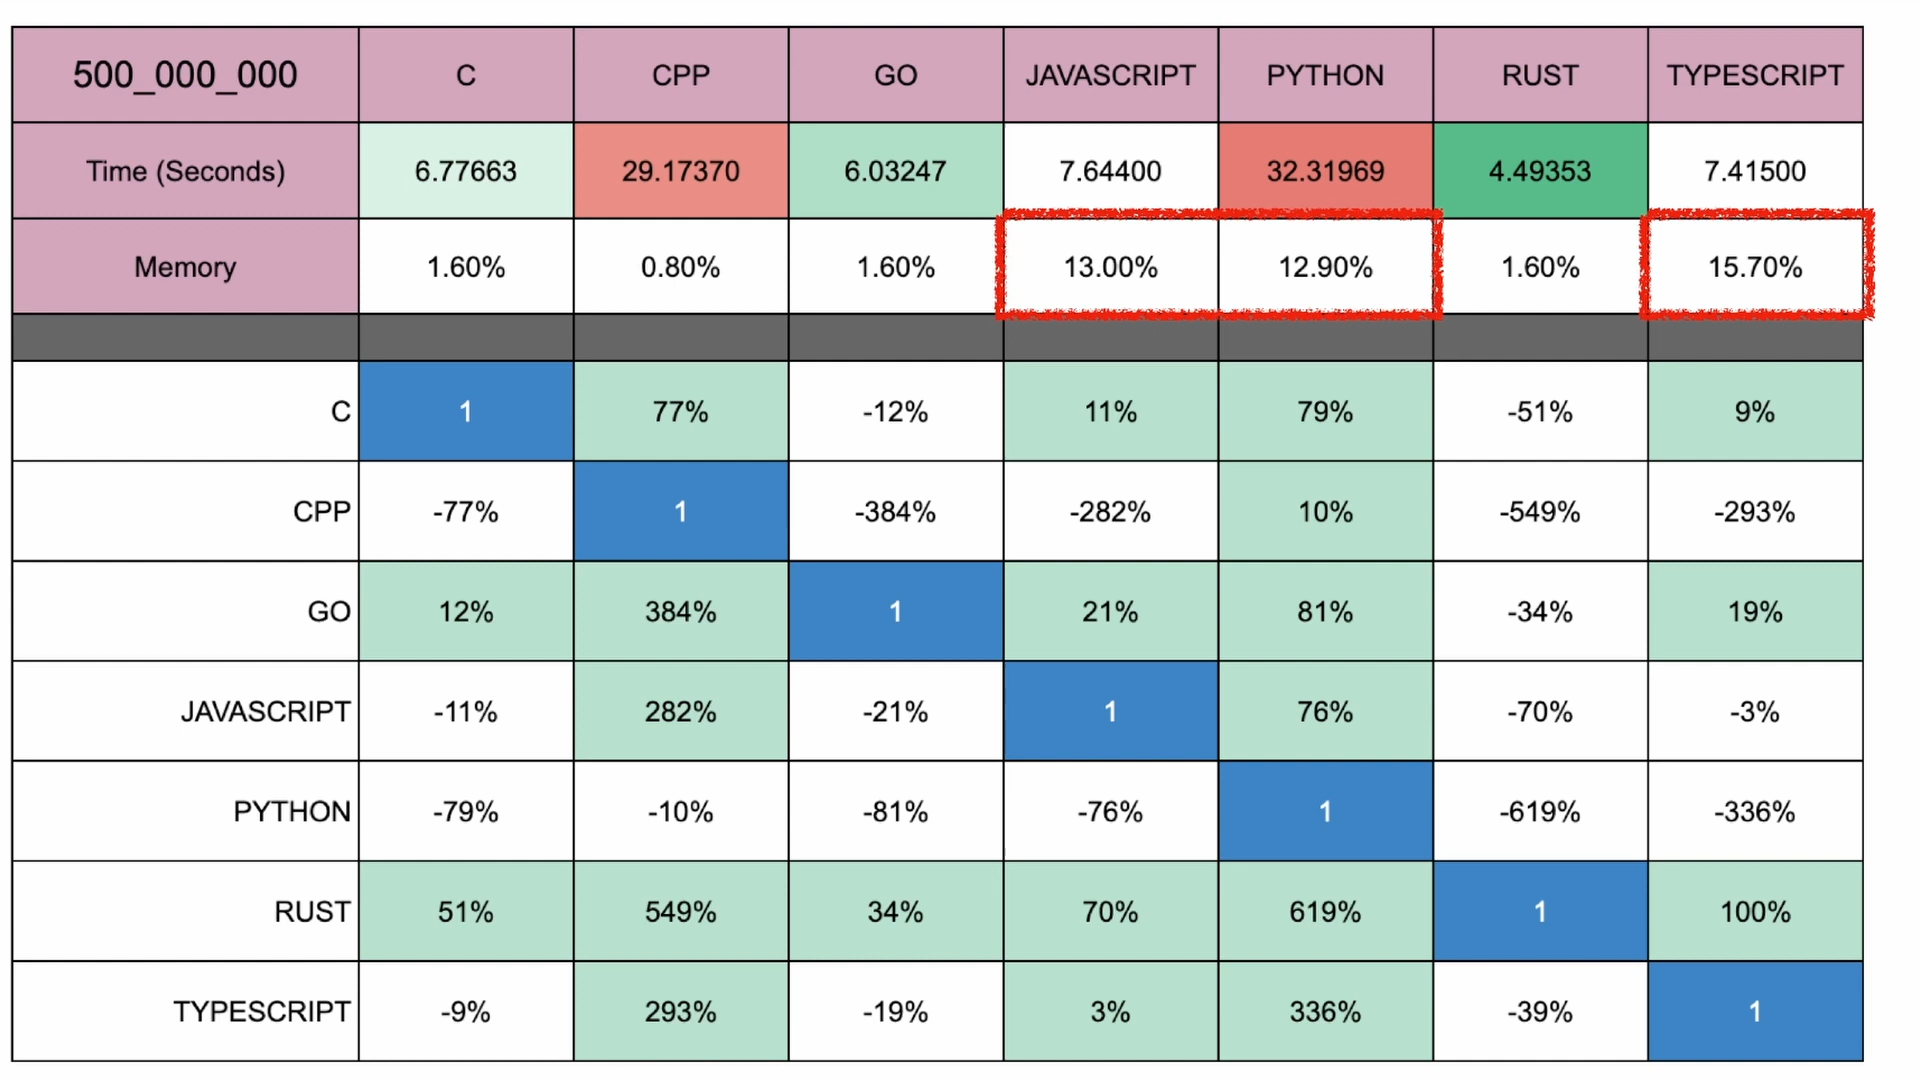 500_000_000 C CPP GO JAVASCRIPT PYTHON RUST TYPESCRIPT
Time (Seconds) 6.77663 29.17370 6.03247 7.64400 32.31969 4.49353 7.41500
Memory 1.60% 0.80% 1.60% 13.00% 12.90% 1.60% 15.70%
C 1 77% -12% 11% 79% -51% 9%
CPP -77% 1 -384% -282% 10% -549% -293%
GO 12% 384% 1 21% 81% -34% 19%
JAVASCRIPT -11% 282% -21% 1 76% -70% -3%
PYTHON -79% -10% -81% -76% 1 -619% -336%
RUST 51% 549% 34% 70% 619% 1 100%
TYPESCRIPT -9% 293% -19% 3% 336% -39% 1